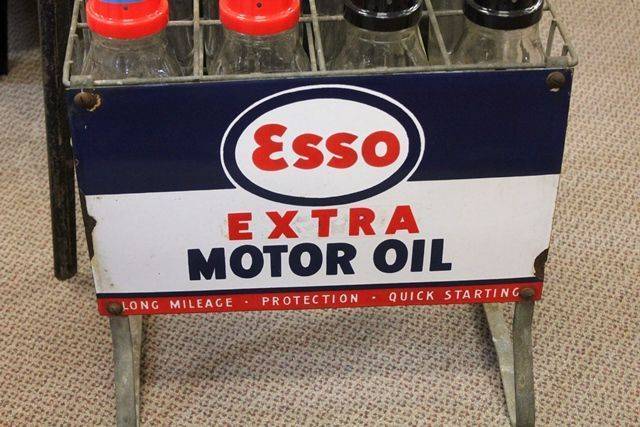 Esso
EXTRA
MOTOR OIL
LONG MILEAGE · PROTECTION · QUICK STARTING